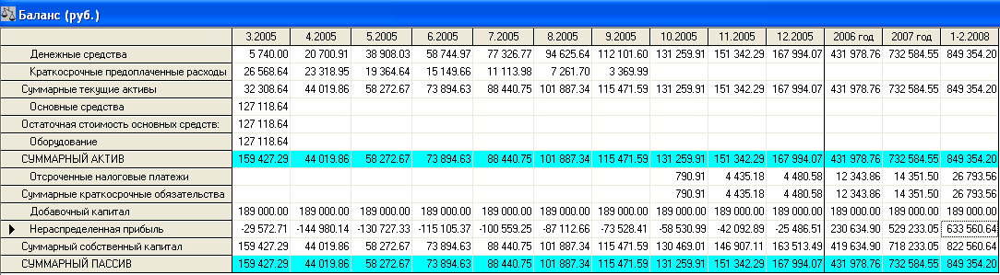 Баланс (руб.)
3.2005 4.2005 5.2005 6.2005 7.2005 8.2005 9.2005 10.2005 11.2005 12.2005 2006 год 2007 год 1-2.2008
Денежные средства 5 740.00 20 700.91 38 908.03 58 744.97 77 326.77 94 625.64 112 101.60 131 259.91 151 342.29 167 994.07 431 978.76 732 584.55 849 354.20
Краткосрочные предоплаченные расходы 26 568.64 23 318.95 19 364.64 15 149.66 11 113.98 7 261.70 3 369.99
Суммарные текущие активы 32 308.64 44 019.86 58 272.67 73 894.63 88 440.75 101 887.34 115 471.59 131 259.91 151 342.29 167 994.07 431 978.76 732 584.55 849 354.20
Основные средства 127 118.64
Остаточная стоимость основных средств: 127 118.64
Оборудование 127 118.64
СУММАРНЫЙ АКТИВ 159 427.29 44 019.86 58 272.67 73 894.63 88 440.75 101 887.34 115 471.59 131 259.91 151 342.29 167 994.07 431 978.76 732 584.55 849 354.20
Отсроченные налоговые платежи 790.91 4 435.18 4 480.58 12 343.86 14 351.50 26 793.56
Суммарные краткосрочные обязательства 790.91 4 435.18 4 480.58 12 343.86 14 351.50 26 793.56
Добавочный капитал 189 000.00 189 000.00 189 000.00 189 000.00 189 000.00 189 000.00 189 000.00 189 000.00 189 000.00 189 000.00 189 000.00 189 000.00 189 000.00
Нераспределенная прибыль -29 572.71 -144 980.14 -130 727.33 -115 105.37 -100 559.25 -87 112.66 -73 528.41 -58 530.99 -42 092.89 -25 486.51 230 634.90 529 233.05 633 560.64
Суммарный собственный капитал 159 427.29 44 019.86 58 272.67 73 894.63 88 440.75 101 887.34 115 471.59 130 469.01 146 907.11 163 513.49 419 634.90 718 233.05 822 560.64
СУММАРНЫЙ ПАССИВ 159 427.29 44 019.86 58 272.67 73 894.63 88 440.75 101 887.34 115 471.59 131 259.91 151 342.29 167 994.07 431 978.76 732 584.55 849 354.20